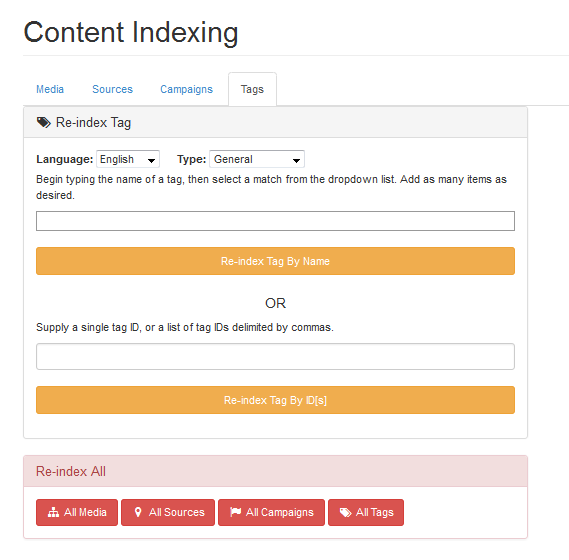 Content Indexing
Media Sources Campaigns Tags
Re-index Tag
Language: English Type: General
Begin typing the name of a tag, then select a match from the dropdown list. Add as many items as
desired.
Re-index Tag By Name
OR
Supply a single tag ID, or a list of tag IDs delimited by commas.
Re-index Tag By ID[s]
Re-index All
All Media All Sources All Campaigns All Tags